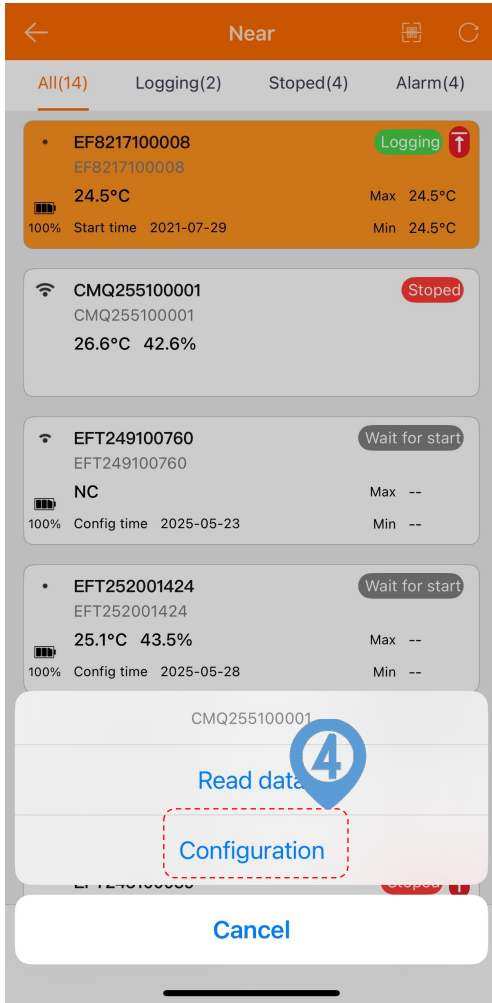 Near
All(14) Logging(2) Stoped(4) Alarm(4)
EF8217100008 Logging
EF8217100008
24.5°C Max 24.5°C
100% Start time 2021-07-29 Min 24.5°C
CMQ255100001 Stoped
CMQ255100001
26.6°C 42.6%
EFT249100760 Wait for start
EFT249100760
NC Max --
100% Config time 2025-05-23 Min --
EFT252001424 Wait for start
EFT252001424
25.1°C 43.5% Max --
100% Config time 2025-05-28 Min --
CMQ255100001
4
Read data
Configuration
Stoped
Cancel